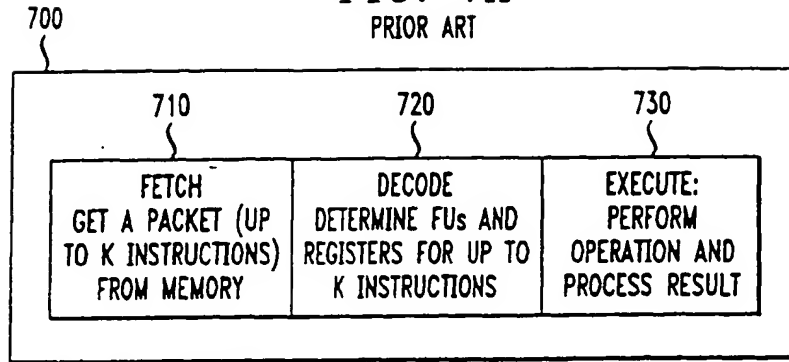 PRIOR ART
700
710
720
730
FETCH
GET A PACKET (UP
TO K INSTRUCTIONS)
FROM MEMORY
DECODE
DETERMINE FUs AND
REGISTERS FOR UP TO
K INSTRUCTIONS
EXECUTE:
PERFORM
OPERATION AND
PROCESS RESULT